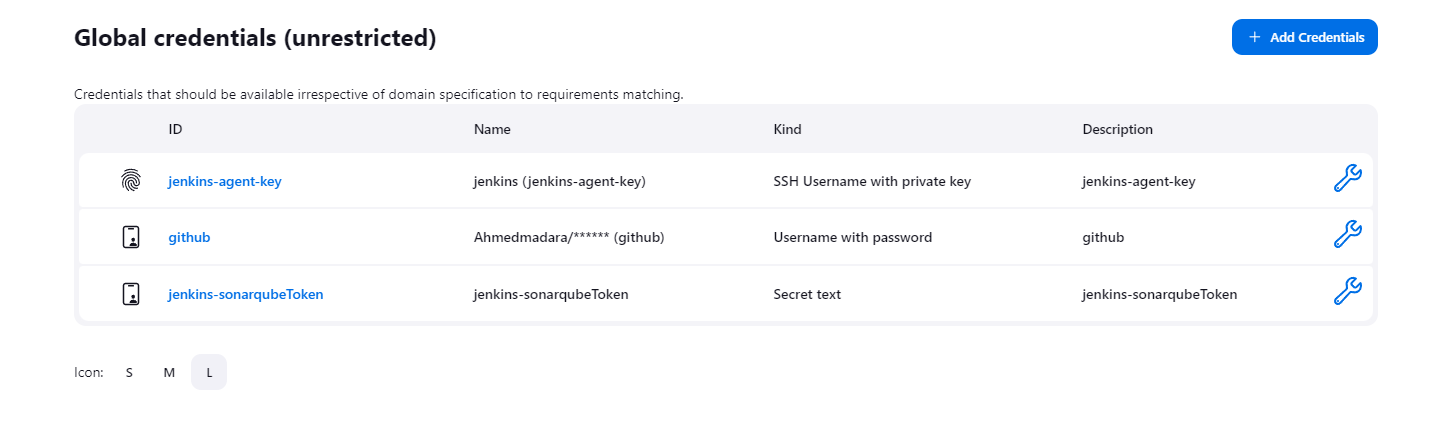 Global credentials (unrestricted)
+ Add Credentials
Credentials that should be available irrespective of domain specification to requirements matching.
ID Name Kind Description
jenkins-agent-key jenkins (jenkins-agent-key) SSH Username with private key jenkins-agent-key
github Ahmedmadara/****** (github) Username with password github
jenkins-sonarqubeToken jenkins-sonarqubeToken Secret text jenkins-sonarqubeToken
Icon: S M L